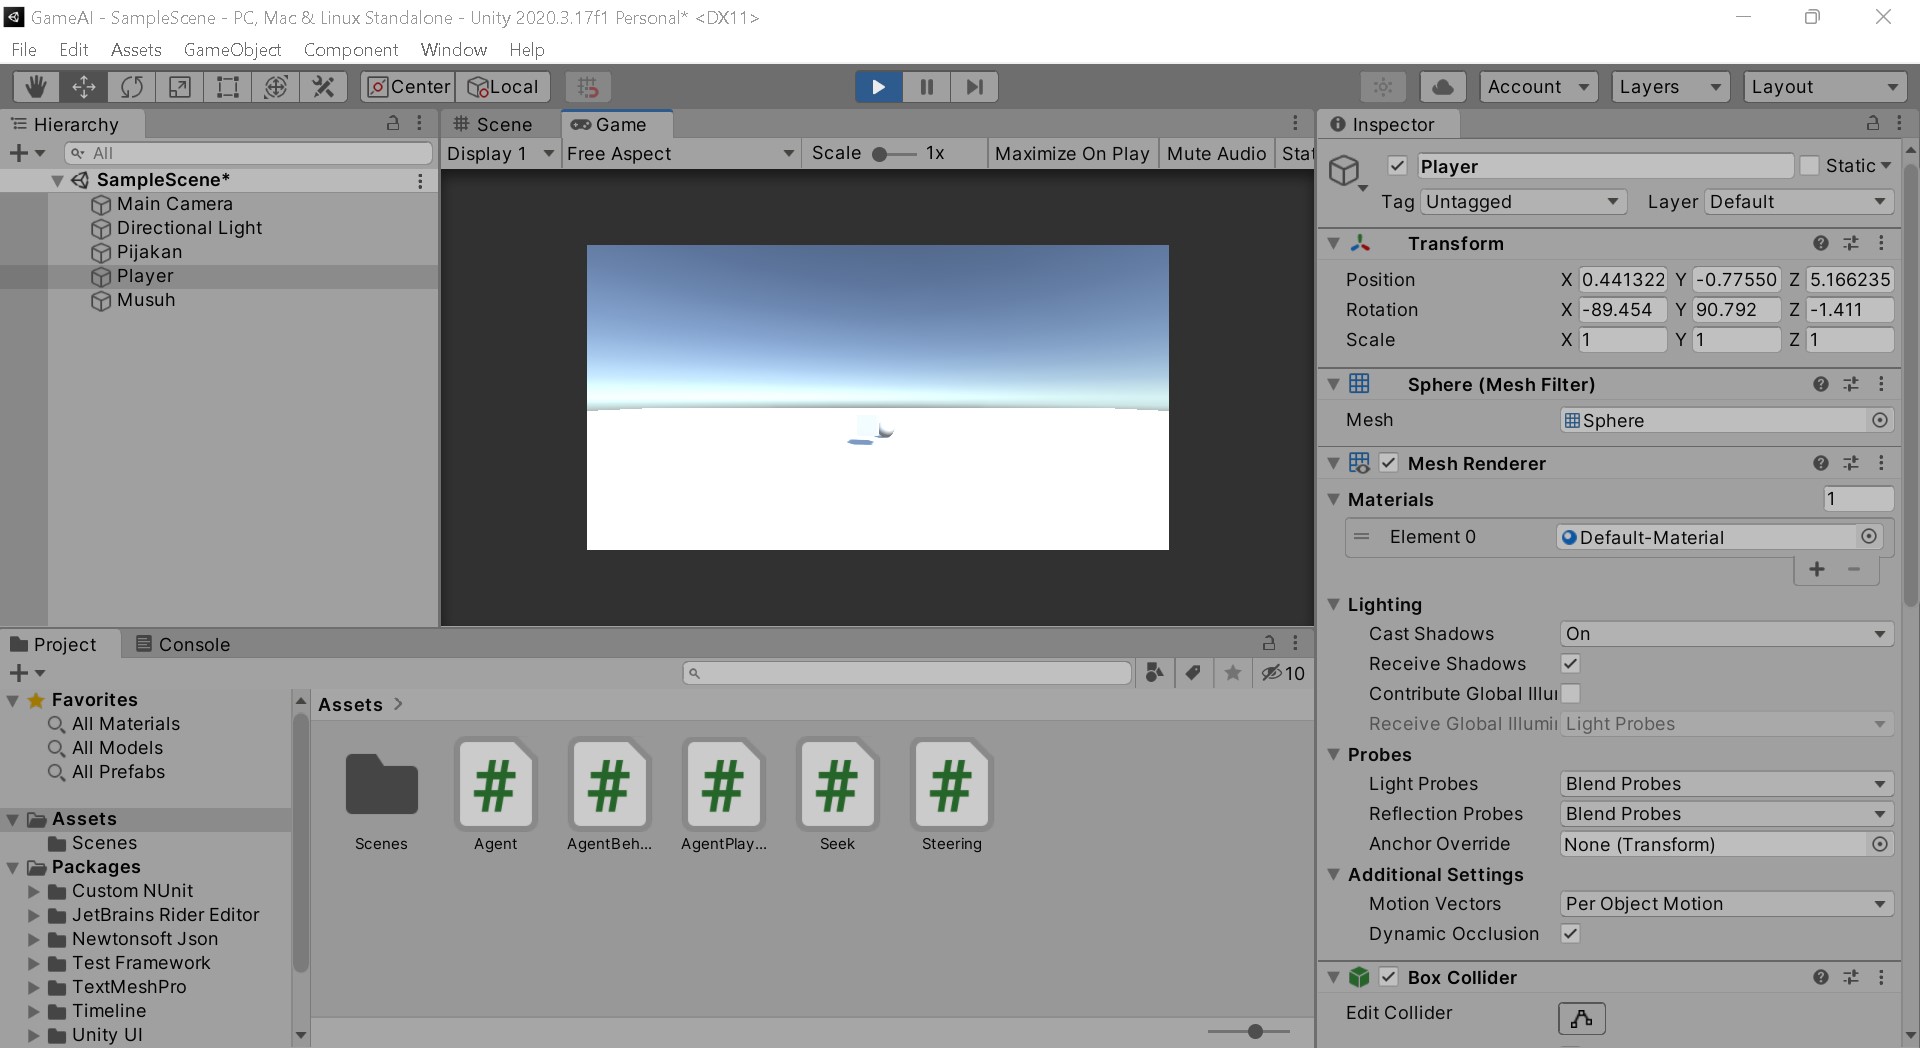 GameAI - SampleScene - PC, Mac & Linux Standalone - Unity 2020.3.17f1 Personal* <DX11>
File Edit Assets GameObject Component Window Help
Center Local Account Layers Layout
Hierarchy
All
SampleScene*
Main Camera
Directional Light
Pijakan
Player
Musuh
Scene Game
Display 1 Free Aspect Scale 1x Maximize On Play Mute Audio Stat
Inspector
Player Static
Tag Untagged Layer Default
Transform
Position X 0.441322 Y -0.77550 Z 5.166235
Rotation X -89.454 Y 90.792 Z -1.411
Scale X 1 Y 1 Z 1
Sphere (Mesh Filter)
Mesh Sphere
Mesh Renderer
Materials 1
Element 0 Default-Material
Lighting
Cast Shadows On
Receive Shadows
Contribute Global Illu
Receive Global Illumi Light Probes
Probes
Light Probes Blend Probes
Reflection Probes Blend Probes
Anchor Override None (Transform)
Additional Settings
Motion Vectors Per Object Motion
Dynamic Occlusion
Box Collider
Edit Collider
Project Console
10
Favorites
All Materials
All Models
All Prefabs
Assets
Scenes
Packages
Custom NUnit
JetBrains Rider Editor
Newtonsoft Json
Test Framework
TextMeshPro
Timeline
Unity UI
Assets
Scenes Agent AgentBeh... AgentPlay... Seek Steering